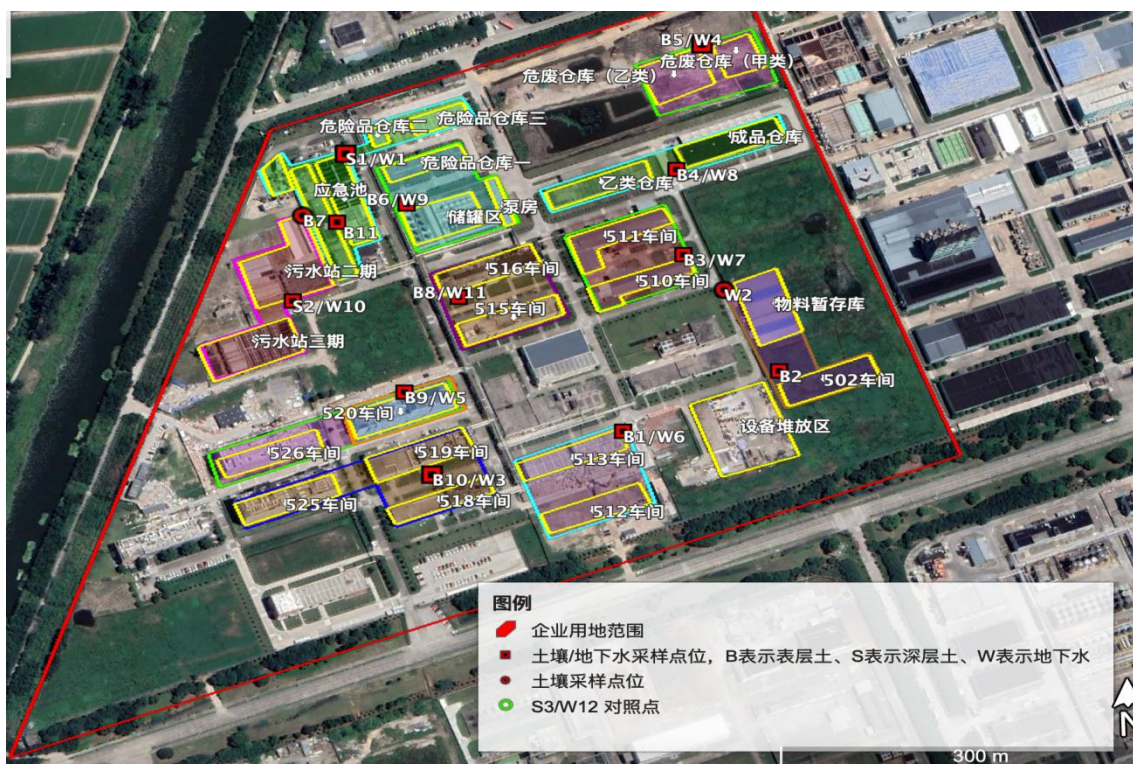 B5/W4
危废仓库（甲类）
危废仓库（乙类）
危险品仓库三
危险品仓库二
成品仓库
S1/W1
危险品仓库一
B4/W8
乙类仓库
应急池
B6/W9
泵房
储罐区
B7
B11
511车间
B3/W7
污水站二期
516车间
510车间
B8/W11
W2
S2/W10
515车间
物料暂存库
污水站三期
B2
502车间
B9/W5
520车间
设备堆放区
B1/W6
519车间
526车间
513车间
B10/W3
525车间
518车间
512车间
图例
企业用地范围
土壤/地下水采样点位，B表示表层土、S表示深层土、W表示地下水
土壤采样点位
S3/W12 对照点
N
300 m